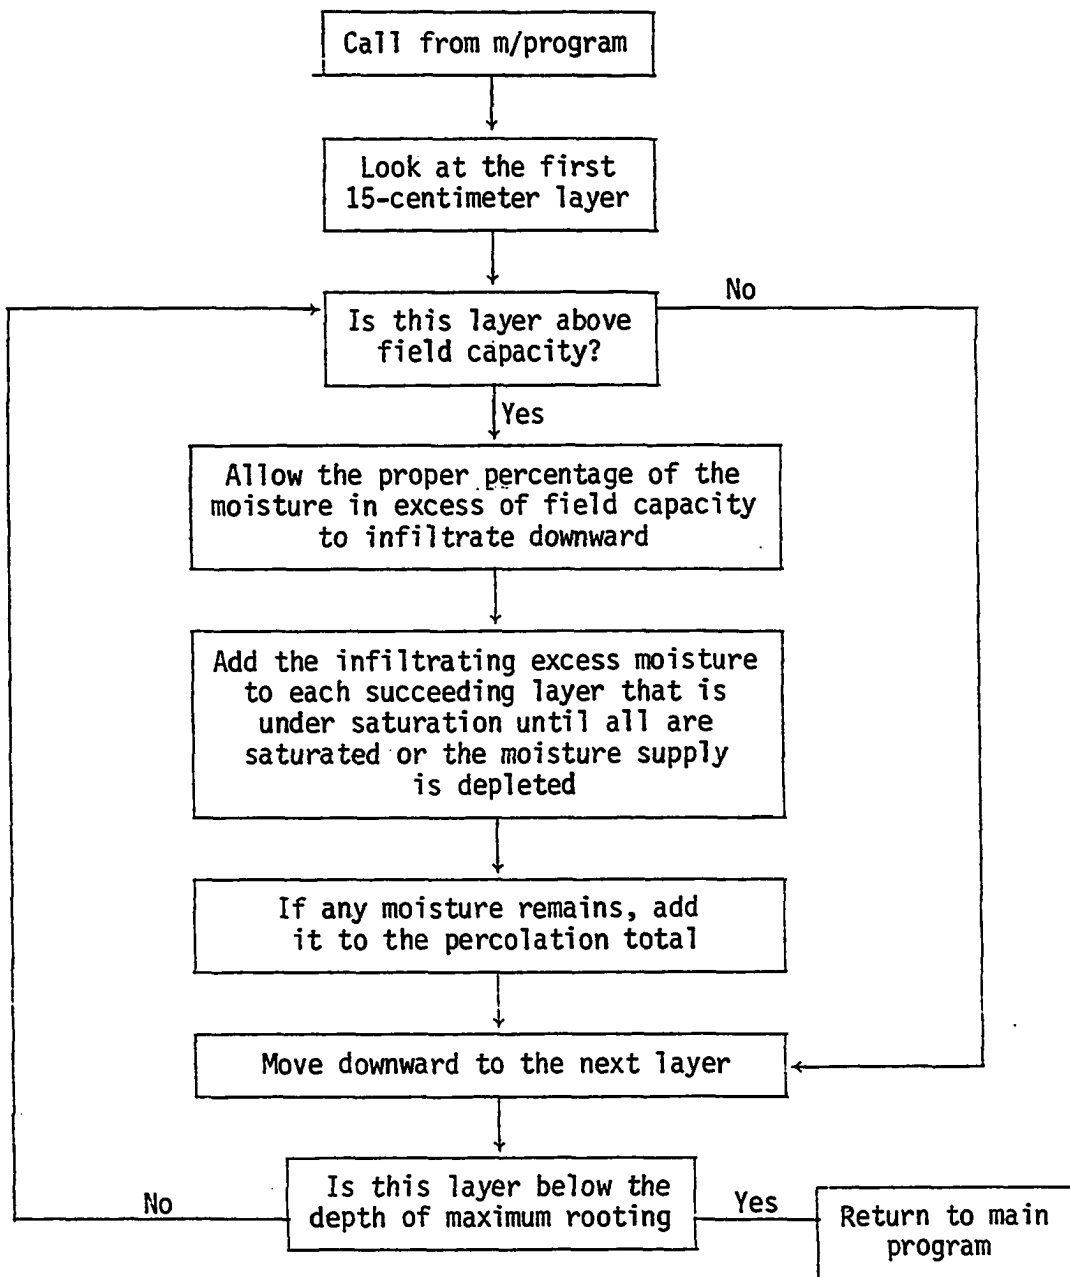 Call from m/program
Look at the first
15-centimeter layer
Is this layer above
field capacity?
No
Yes
Allow the proper percentage of the
moisture in excess of field capacity
to infiltrate downward
Add the infiltrating excess moisture
to each succeeding layer that is
under saturation until all are
saturated or the moisture supply
is depleted
If any moisture remains, add
it to the percolation total
Move downward to the next layer
Is this layer below the
depth of maximum rooting
No
Yes
Return to main
program